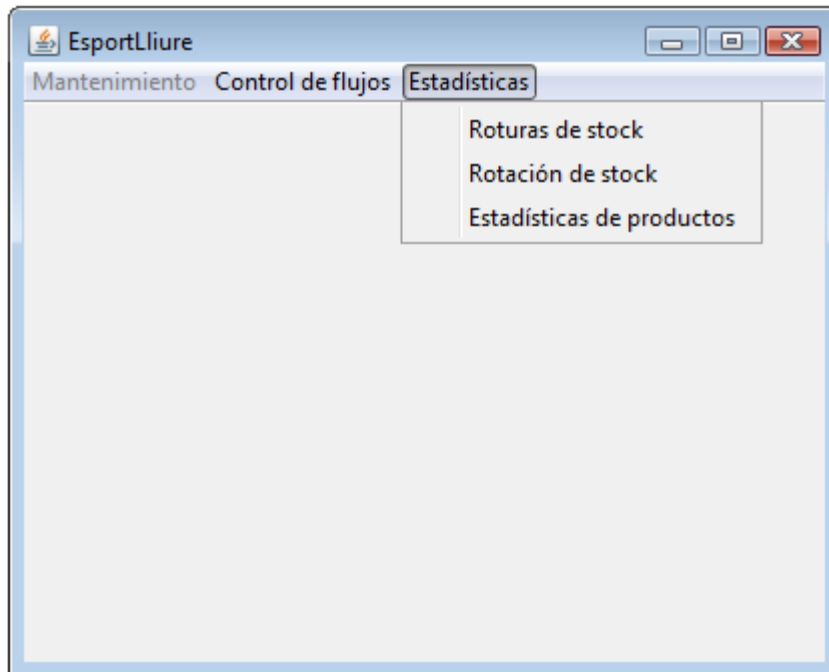 EsportLliure
Mantenimiento Control de flujos Estadísticas
Roturas de stock
Rotación de stock
Estadísticas de productos